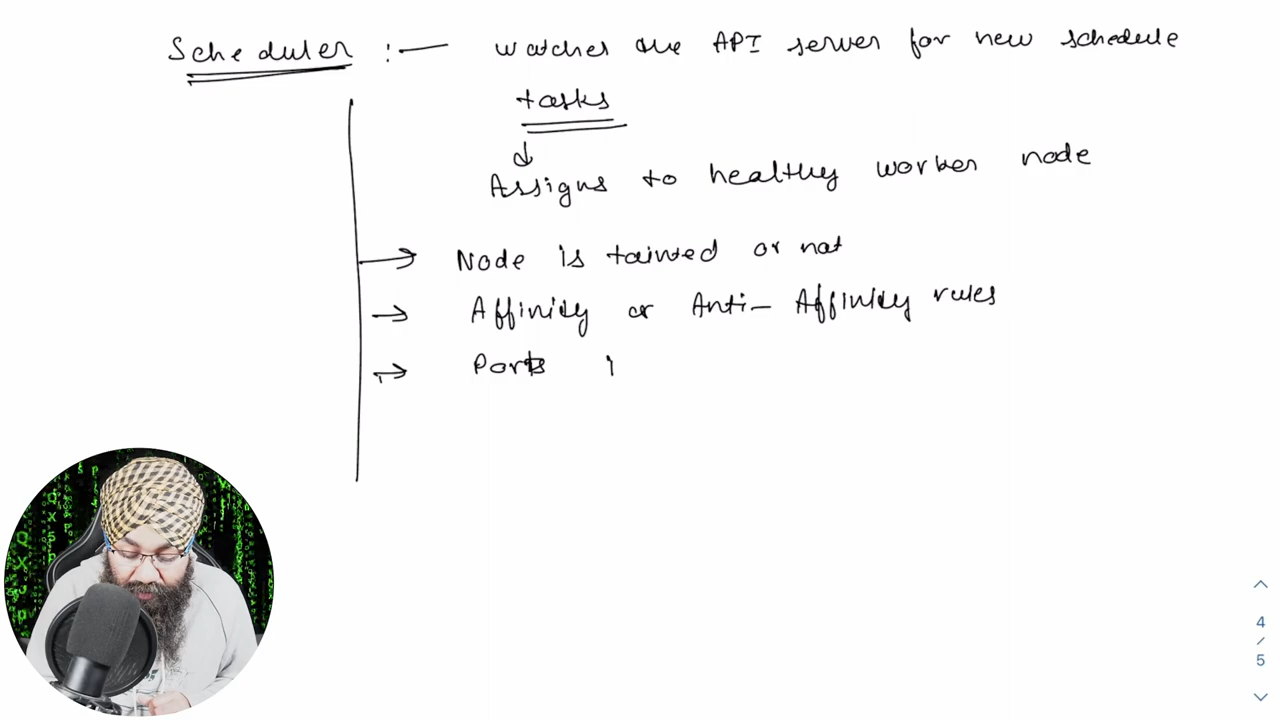 Scheduler :— watches the API server for new schedule
tasks
Assigns to healthy worker node
→ Node is tainted or not
→ Affinity or Anti-Affinity rules
→ Ports
4
/
5